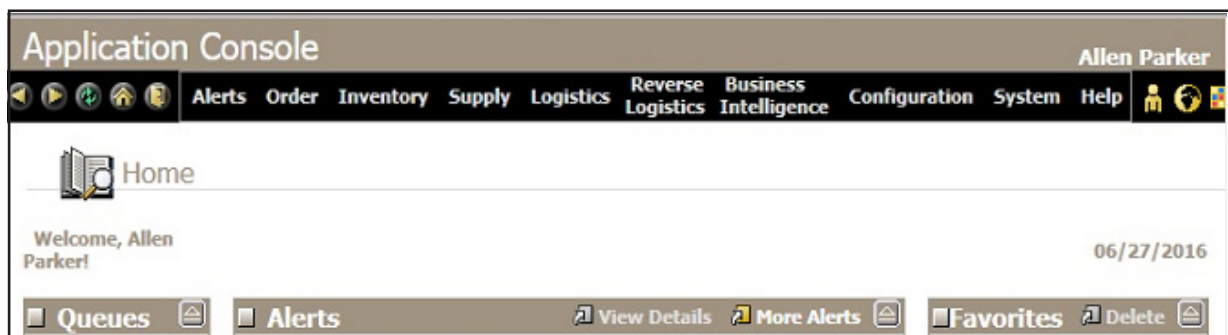 Application Console
Allen Parker
Alerts Order Inventory Supply Logistics Reverse Logistics Business Intelligence Configuration System Help
Home
Welcome, Allen
Parker!
06/27/2016
Queues Alerts View Details More Alerts Favorites Delete